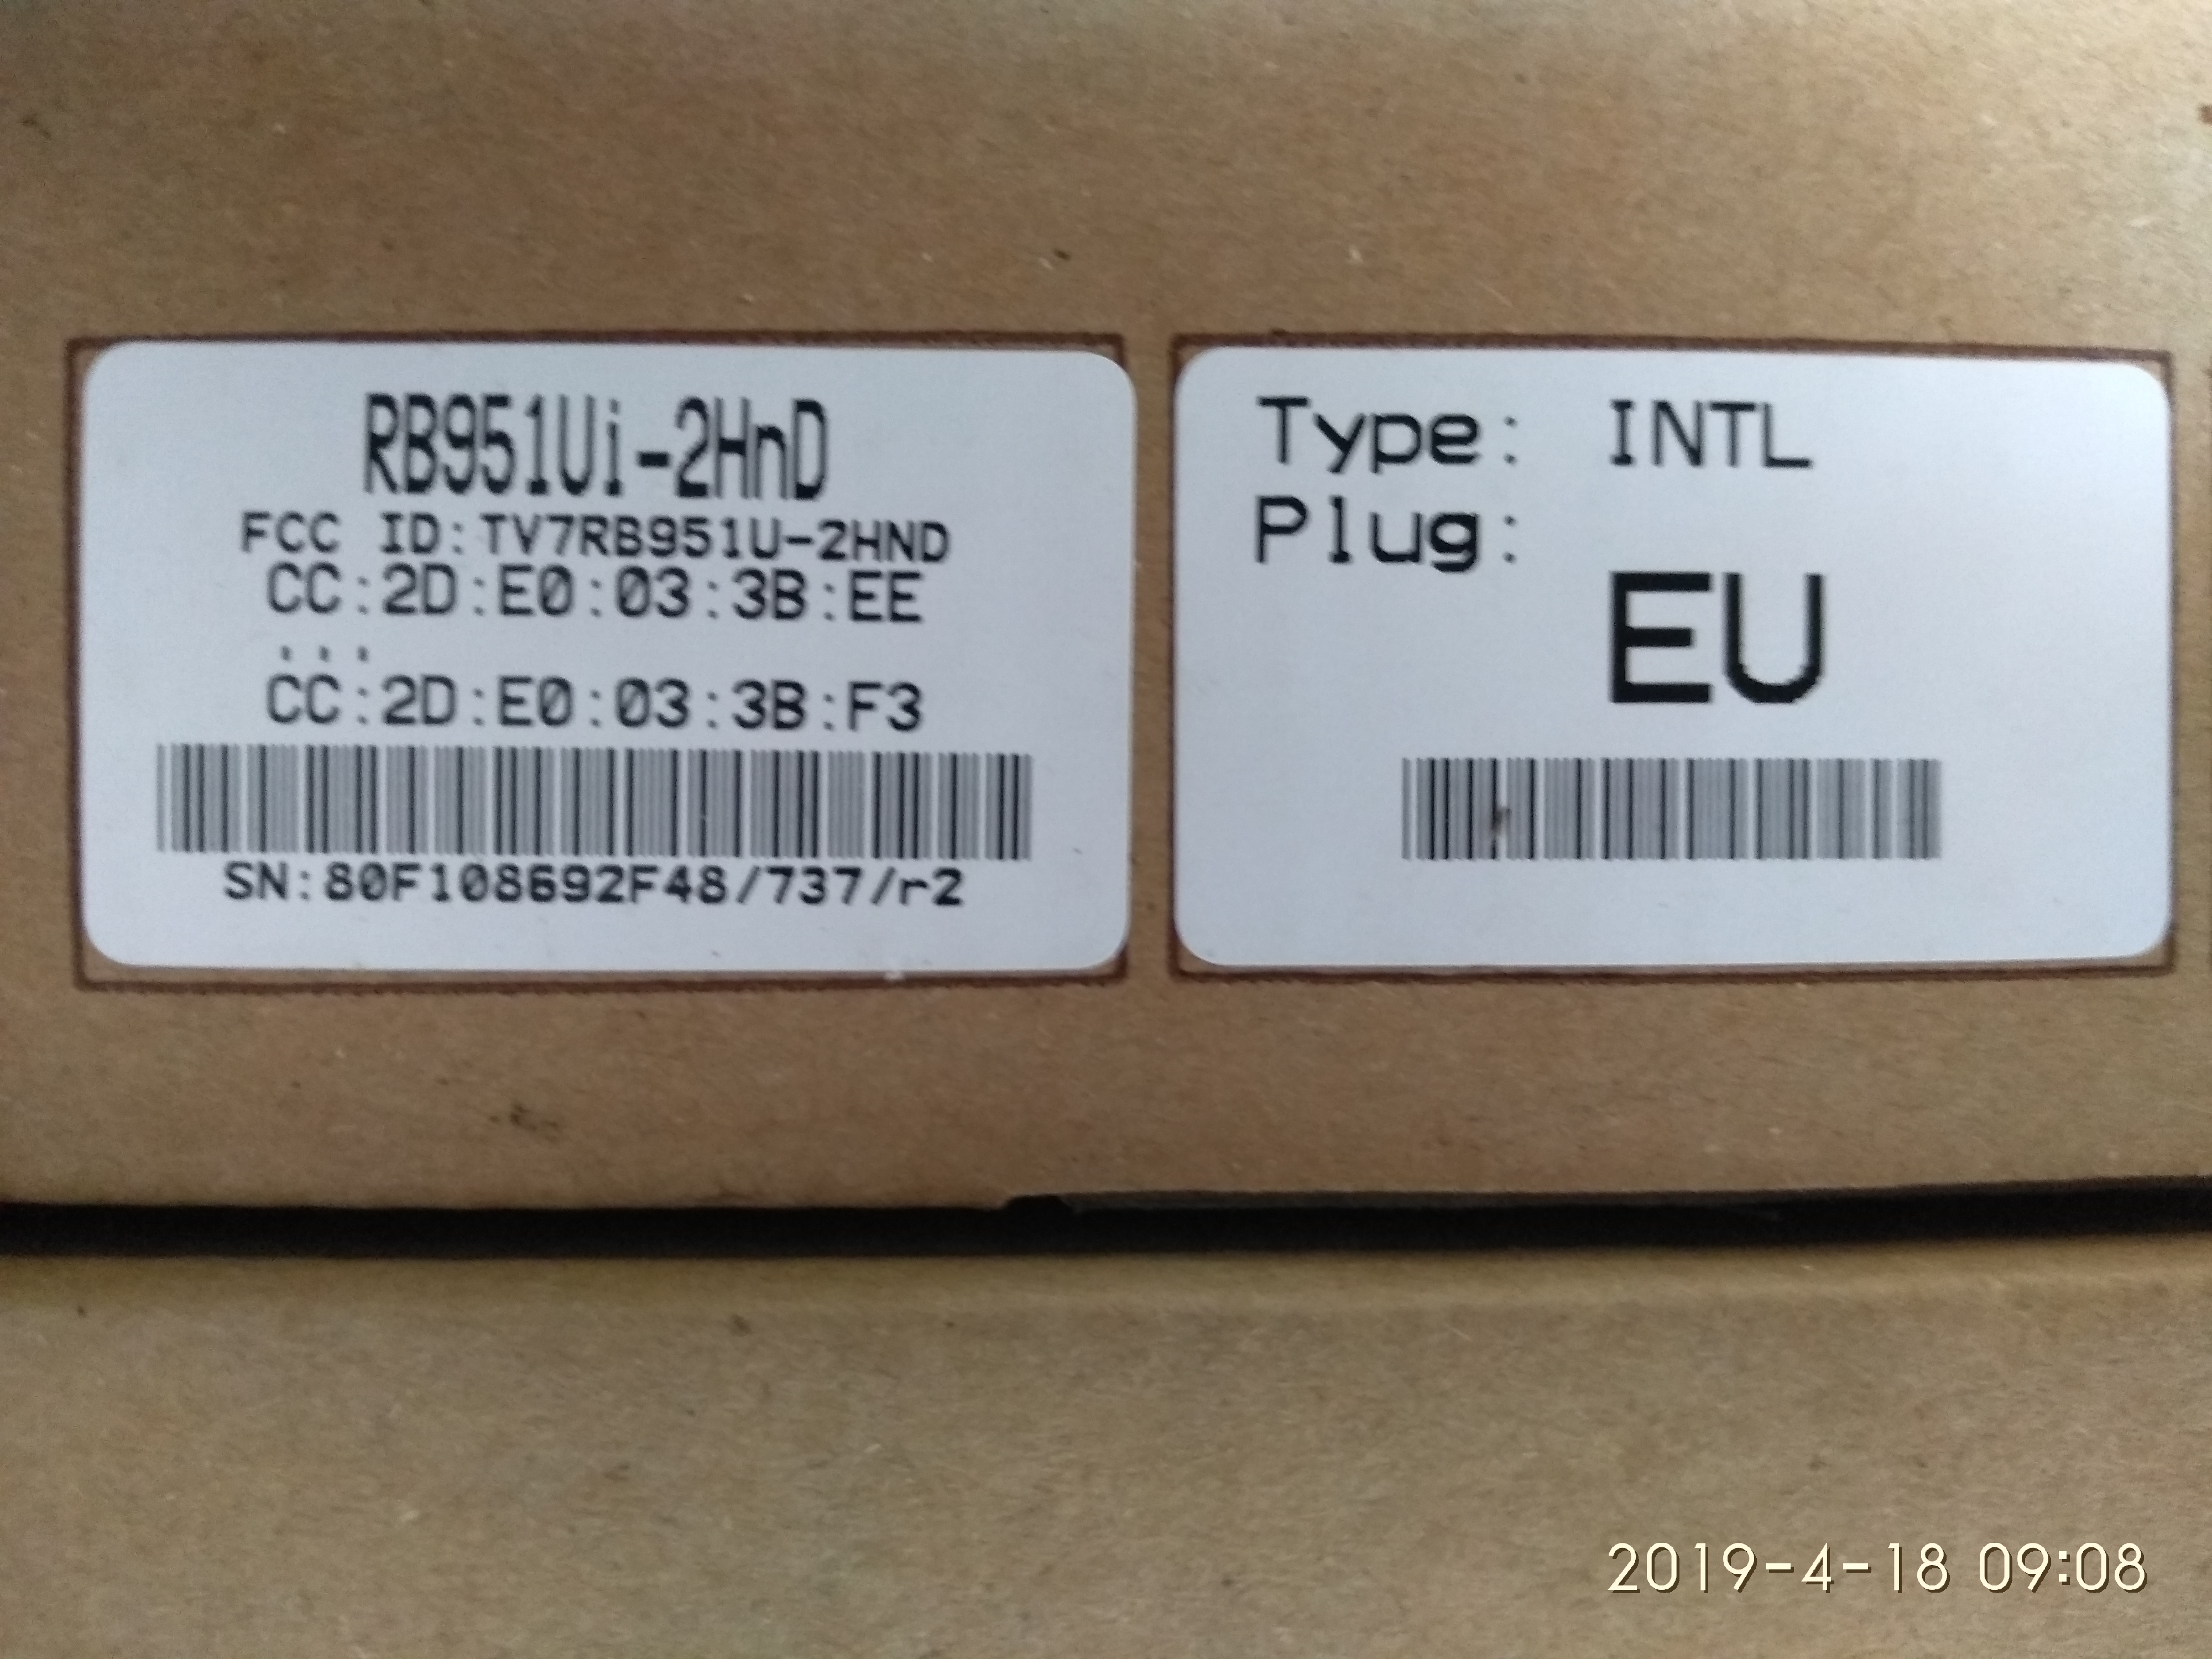 RB951Ui-2HnD
FCC ID:TV7RB951U-2HND
CC:2D:E0:03:3B:EE
...
CC:2D:E0:03:3B:F3
SN:80F108692F48/737/r2
Type: INTL
Plug:
EU
2019-4-18 09:08